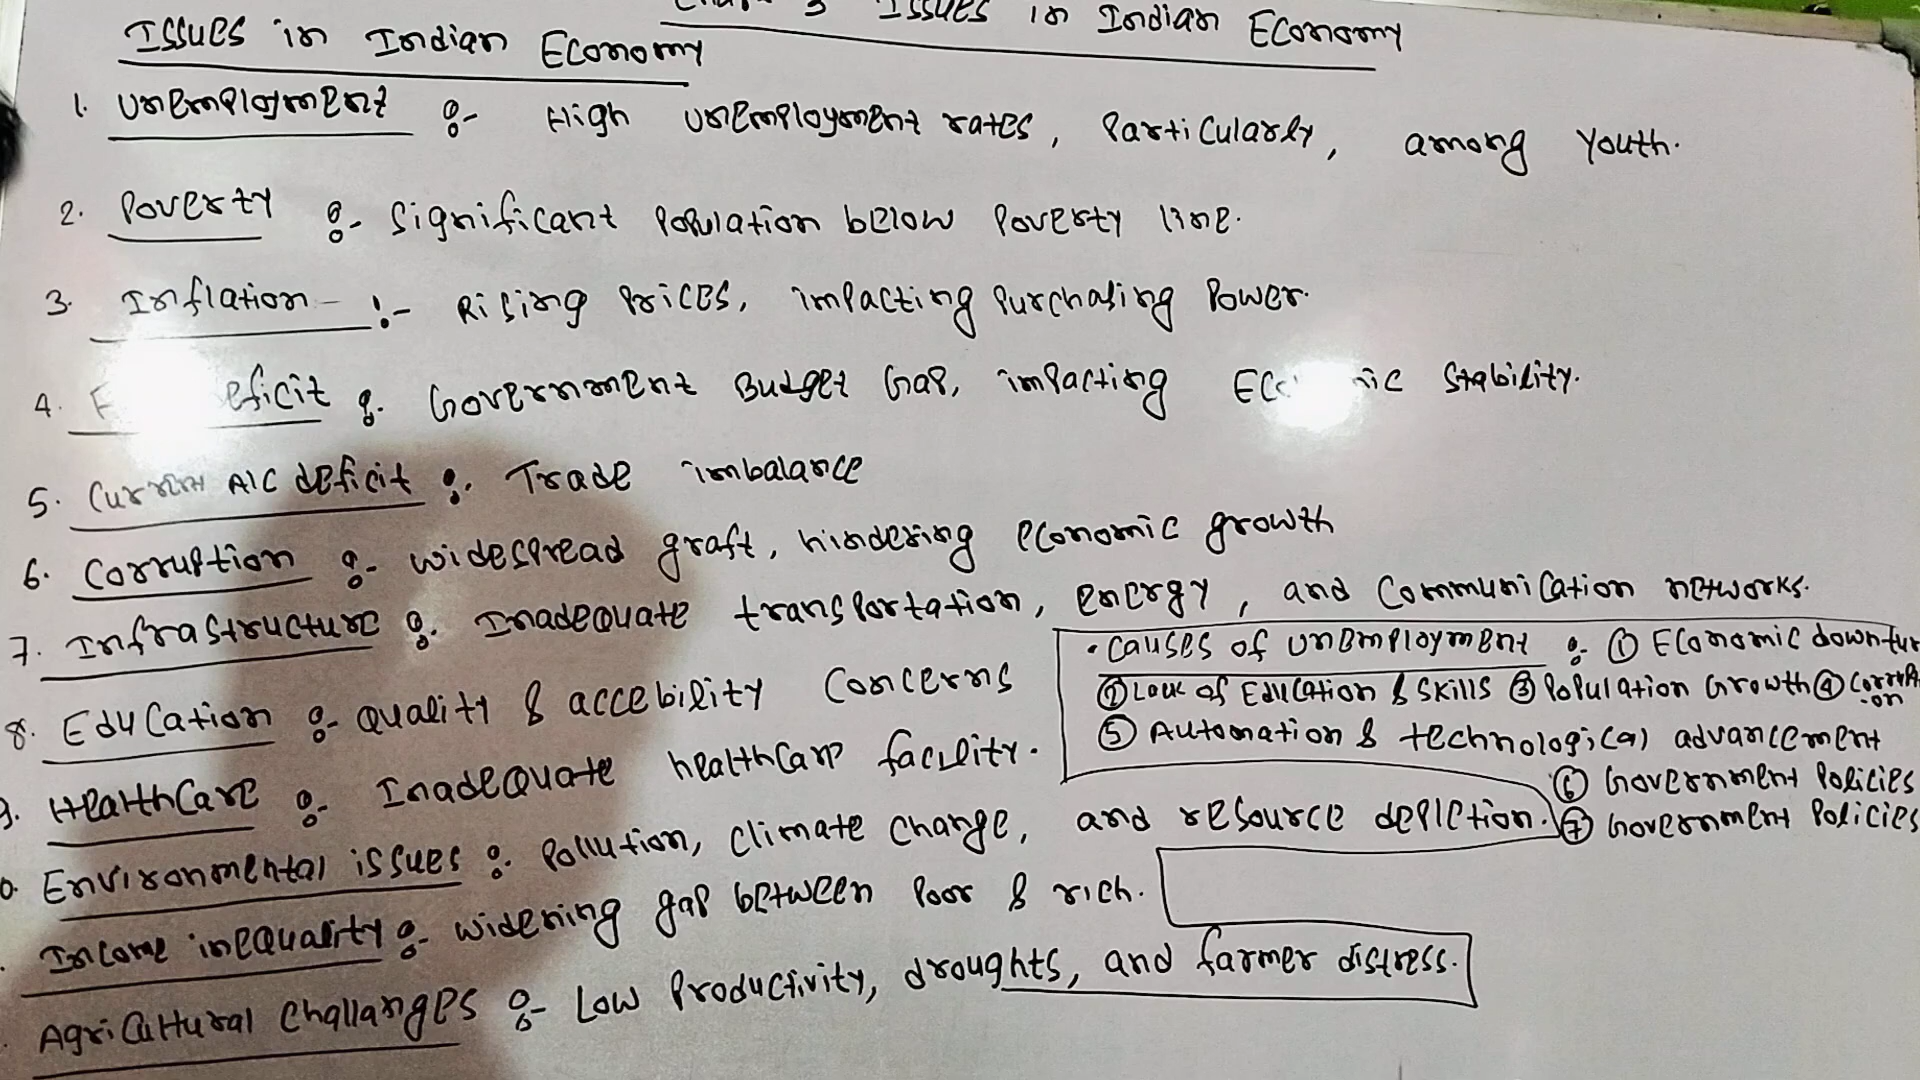 3 Issues in Indian Economy
Issues in Indian Economy
1. Unemployment :- High unemployment rates, Particularly, among Youth.
2. Poverty :- Significant Population below Poverty line.
3. Inflation - :- Rising Prices, impacting Purchasing Power.
4. eficit :- Government Budget Gap, impacting Stability.
5. Current A/C deficit :. Trade imbalance
6. Corruption :- widespread graft, hindering economic growth
7. Infrastructure :. Inadequate transportation, energy, and Communication networks.
8. Education :- quality & accebility Concerns
Healthcare :- Inadequate healthcare facility.
Environmental issues :. Pollution, Climate Change, and resource depletion.
Income inequality :- widening gap between Poor & rich.
Agricultural Challanges :- Low Productivity, droughts, and farmer distress.
• Causes of Unemployment :. ① Economic downtur
② Lack of Education & Skills ③ Population Growth ④
⑤ Automation & technological advancement
⑥ Government Policies
⑦ Government Policies